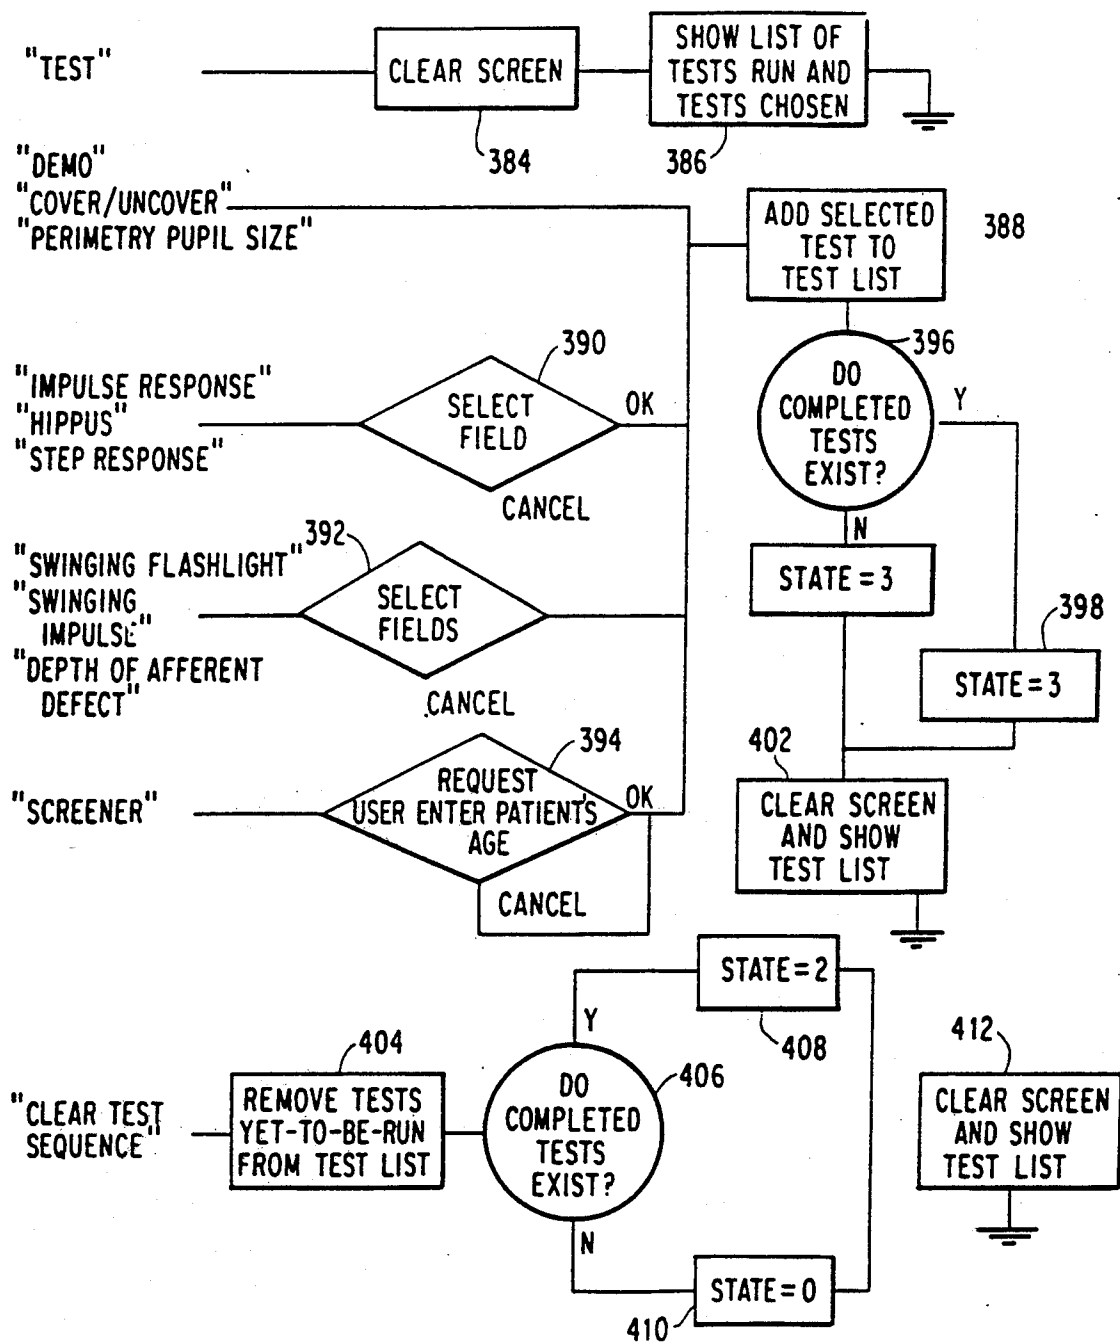 "TEST"
CLEAR SCREEN
384
SHOW LIST OF
TESTS RUN AND
TESTS CHOSEN
386
"DEMO"
"COVER/UNCOVER"
"PERIMETRY PUPIL SIZE"
ADD SELECTED
TEST TO
TEST LIST
388
"IMPULSE RESPONSE"
"HIPPUS"
"STEP RESPONSE"
390
SELECT
FIELD
OK
CANCEL
396
DO
COMPLETED
TESTS
EXIST?
Y
N
STATE=3
398
STATE=3
"SWINGING FLASHLIGHT"
"SWINGING
IMPULSE"
"DEPTH OF AFFERENT
DEFECT"
392
SELECT
FIELDS
CANCEL
"SCREENER"
394
REQUEST
USER ENTER PATIENT'S
AGE
OK
CANCEL
402
CLEAR SCREEN
AND SHOW
TEST LIST
"CLEAR TEST
SEQUENCE"
404
REMOVE TESTS
YET-TO-BE-RUN
FROM TEST LIST
406
DO
COMPLETED
TESTS
EXIST?
Y
N
STATE=2
408
STATE=0
410
412
CLEAR SCREEN
AND SHOW
TEST LIST